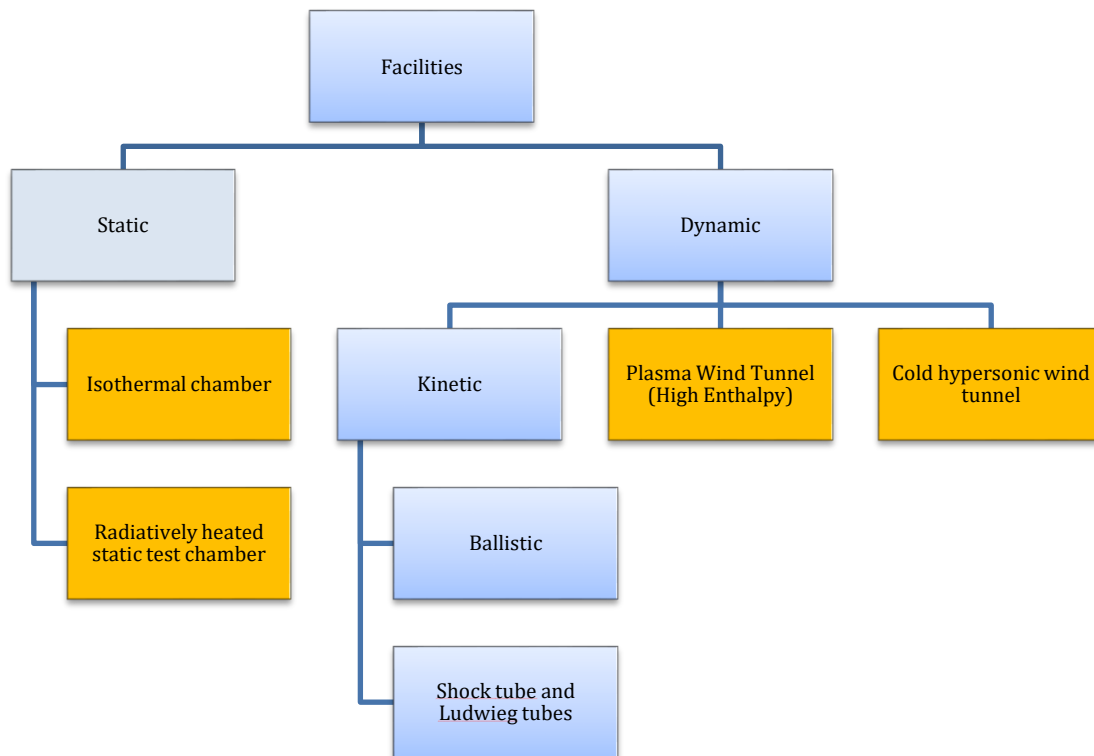 Facilities
Static
Dynamic
Isothermal chamber
Radiatively heated
static test chamber
Kinetic
Plasma Wind Tunnel
(High Enthalpy)
Cold hypersonic wind
tunnel
Ballistic
Shock tube and
Ludwieg tubes